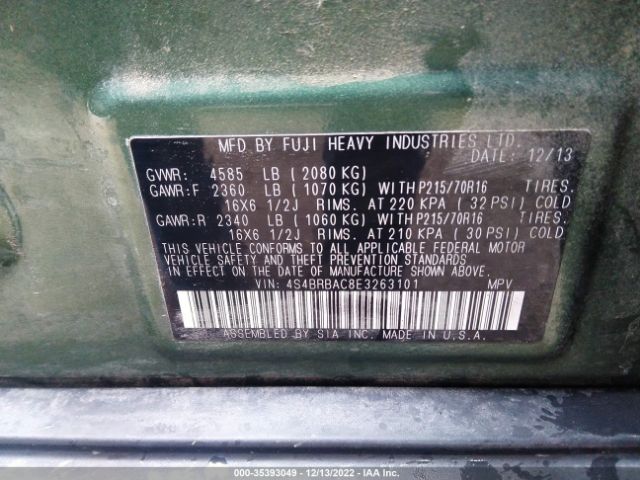 MFD BY FUJI HEAVY INDUSTRIES LTD.
DATE: 12/13
GVWR: 4585 LB (2080 KG)
GAWR:F 2360 LB (1070 KG) WITH P215/70R16 TIRES.
16X6 1/2J RIMS. AT 220 KPA (32 PSI) COLD
GAWR:R 2340 LB (1060 KG) WITH P215/70R16 TIRES.
16X6 1/2J RIMS. AT 210 KPA (30 PSI) COLD
THIS VEHICLE CONFORMS TO ALL APPLICABLE FEDERAL MOTOR
VEHICLE SAFETY AND THEFT PREVENTION STANDARDS
IN EFFECT ON THE DATE OF MANUFACTURE SHOWN ABOVE.
VIN: 4S4BRBAC8E3263101 MPV
ASSEMBLED BY SIA INC. MADE IN U.S.A.
000-35393049 - 12/13/2022 - IAA Inc.